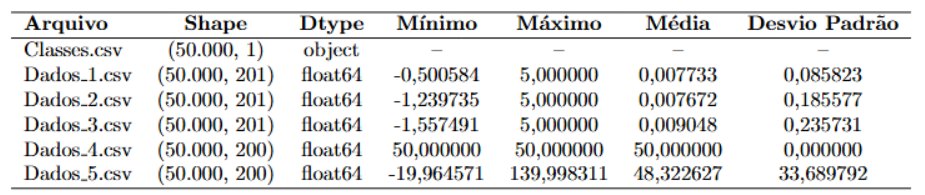 Arquivo Shape Dtype Mínimo Máximo Média Desvio Padrão
Classes.csv (50.000, 1) object – – – –
Dados_1.csv (50.000, 201) float64 -0,500584 5,000000 0,007733 0,085823
Dados_2.csv (50.000, 201) float64 -1,239735 5,000000 0,007672 0,185577
Dados_3.csv (50.000, 201) float64 -1,557491 5,000000 0,009048 0,235731
Dados_4.csv (50.000, 200) float64 50,000000 50,000000 50,000000 0,000000
Dados_5.csv (50.000, 200) float64 -19,964571 139,998311 48,322627 33,689792